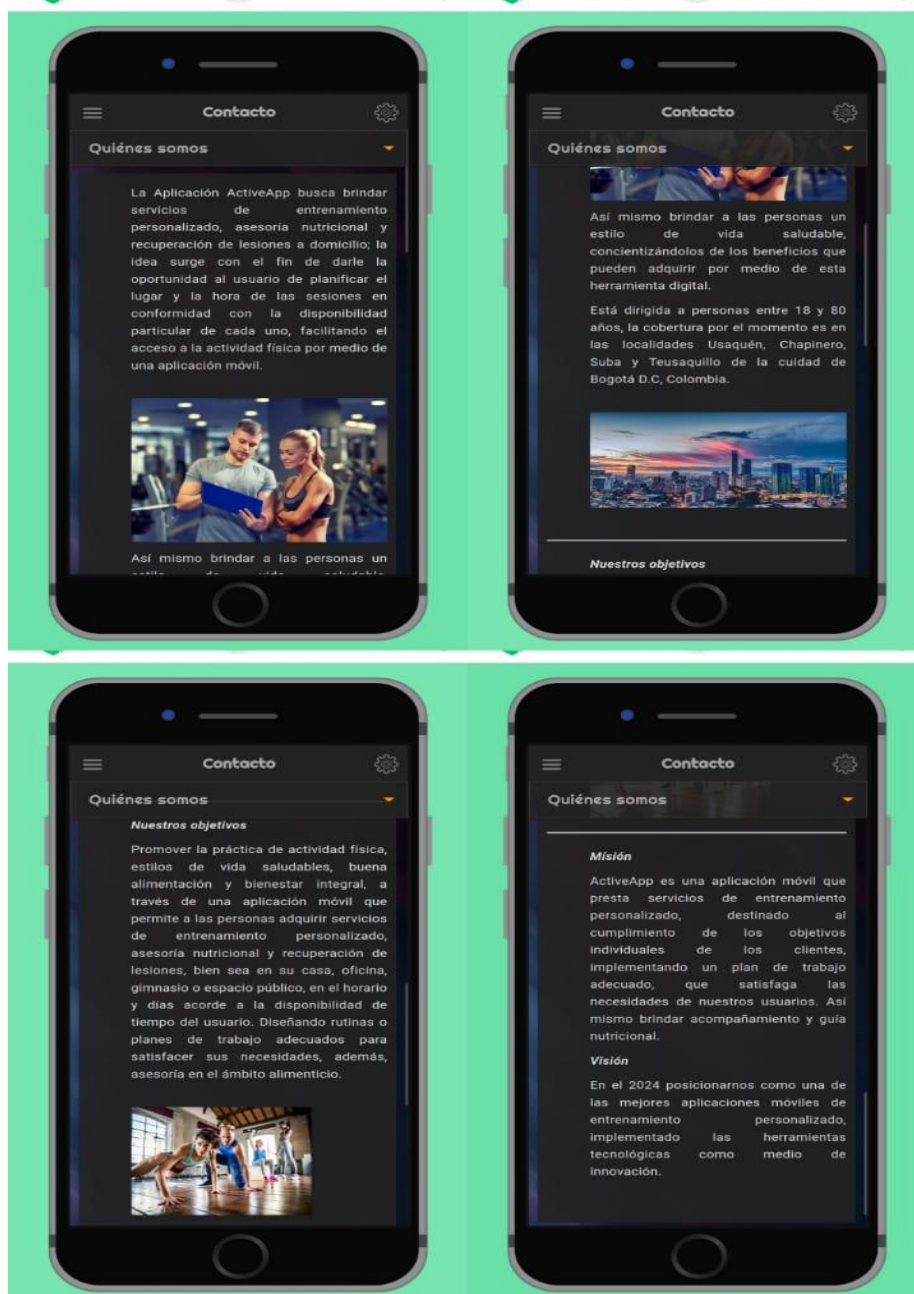 Contacto
Quiénes somos
La Aplicación ActiveApp busca brindar
servicios de entrenamiento
personalizado, asesoría nutricional y
recuperación de lesiones a domicilio; la
idea surge con el fin de darle la
oportunidad al usuario de planificar el
lugar y la hora de las sesiones en
conformidad con la disponibilidad
particular de cada uno, facilitando el
acceso a la actividad física por medio de
una aplicación móvil.
Así mismo brindar a las personas un
estilo de vida saludable,
Contacto
Quiénes somos
Así mismo brindar a las personas un
estilo de vida saludable,
concientizándolos de los beneficios que
pueden adquirir por medio de esta
herramienta digital.
Está dirigida a personas entre 18 y 80
años, la cobertura por el momento es en
las localidades Usaquén, Chapinero,
Suba y Teusaquillo de la cuidad de
Bogotá D.C, Colombia.
Nuestros objetivos
Contacto
Quiénes somos
Nuestros objetivos
Promover la práctica de actividad física,
estilos de vida saludables, buena
alimentación y bienestar integral, a
través de una aplicación móvil que
permite a las personas adquirir servicios
de entrenamiento personalizado,
asesoría nutricional y recuperación de
lesiones, bien sea en su casa, oficina,
gimnasio o espacio público, en el horario
y días acorde a la disponibilidad de
tiempo del usuario. Diseñando rutinas o
planes de trabajo adecuados para
satisfacer sus necesidades, además,
asesoría en el ámbito alimenticio.
Contacto
Quiénes somos
Misión
ActiveApp es una aplicación móvil que
presta servicios de entrenamiento
personalizado, destinado al
cumplimiento de los objetivos
individuales de los clientes,
implementando un plan de trabajo
adecuado, que satisfaga las
necesidades de nuestros usuarios. Así
mismo brindar acompañamiento y guía
nutricional.
Visión
En el 2024 posicionarnos como una de
las mejores aplicaciones móviles de
entrenamiento personalizado,
implementado las herramientas
tecnológicas como medio de
innovación.